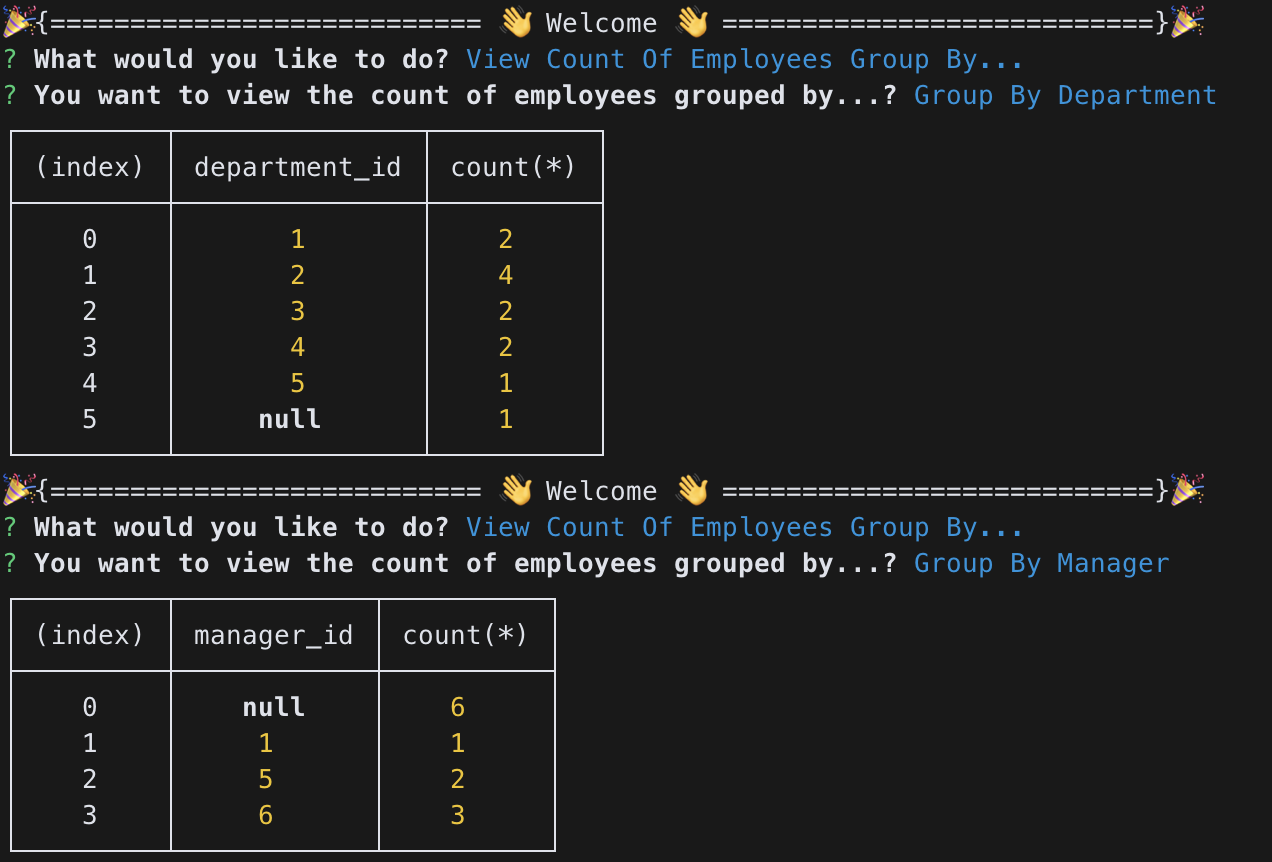 🎉{=========================== 👋 Welcome 👋 ===========================}🎉
? What would you like to do? View Count Of Employees Group By...
? You want to view the count of employees grouped by...? Group By Department
(index) department_id count(*)
0 1 2
1 2 4
2 3 2
3 4 2
4 5 1
5 null 1
🎉{=========================== 👋 Welcome 👋 ===========================}🎉
? What would you like to do? View Count Of Employees Group By...
? You want to view the count of employees grouped by...? Group By Manager
(index) manager_id count(*)
0 null 6
1 1 1
2 5 2
3 6 3